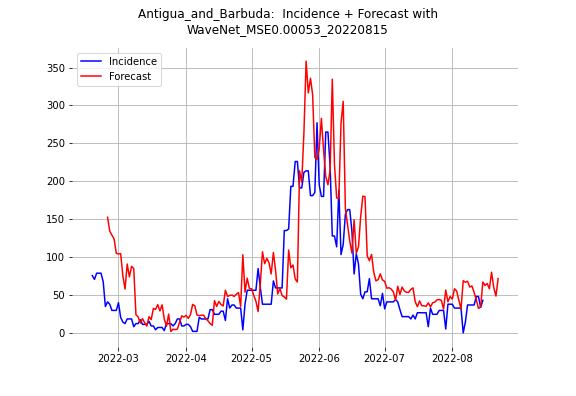 Antigua_and_Barbuda:  Incidence + Forecast with
WaveNet_MSE0.00053_20220815
Incidence
Forecast
350
300
250
200
150
100
50
0
2022-03 2022-04 2022-05 2022-06 2022-07 2022-08